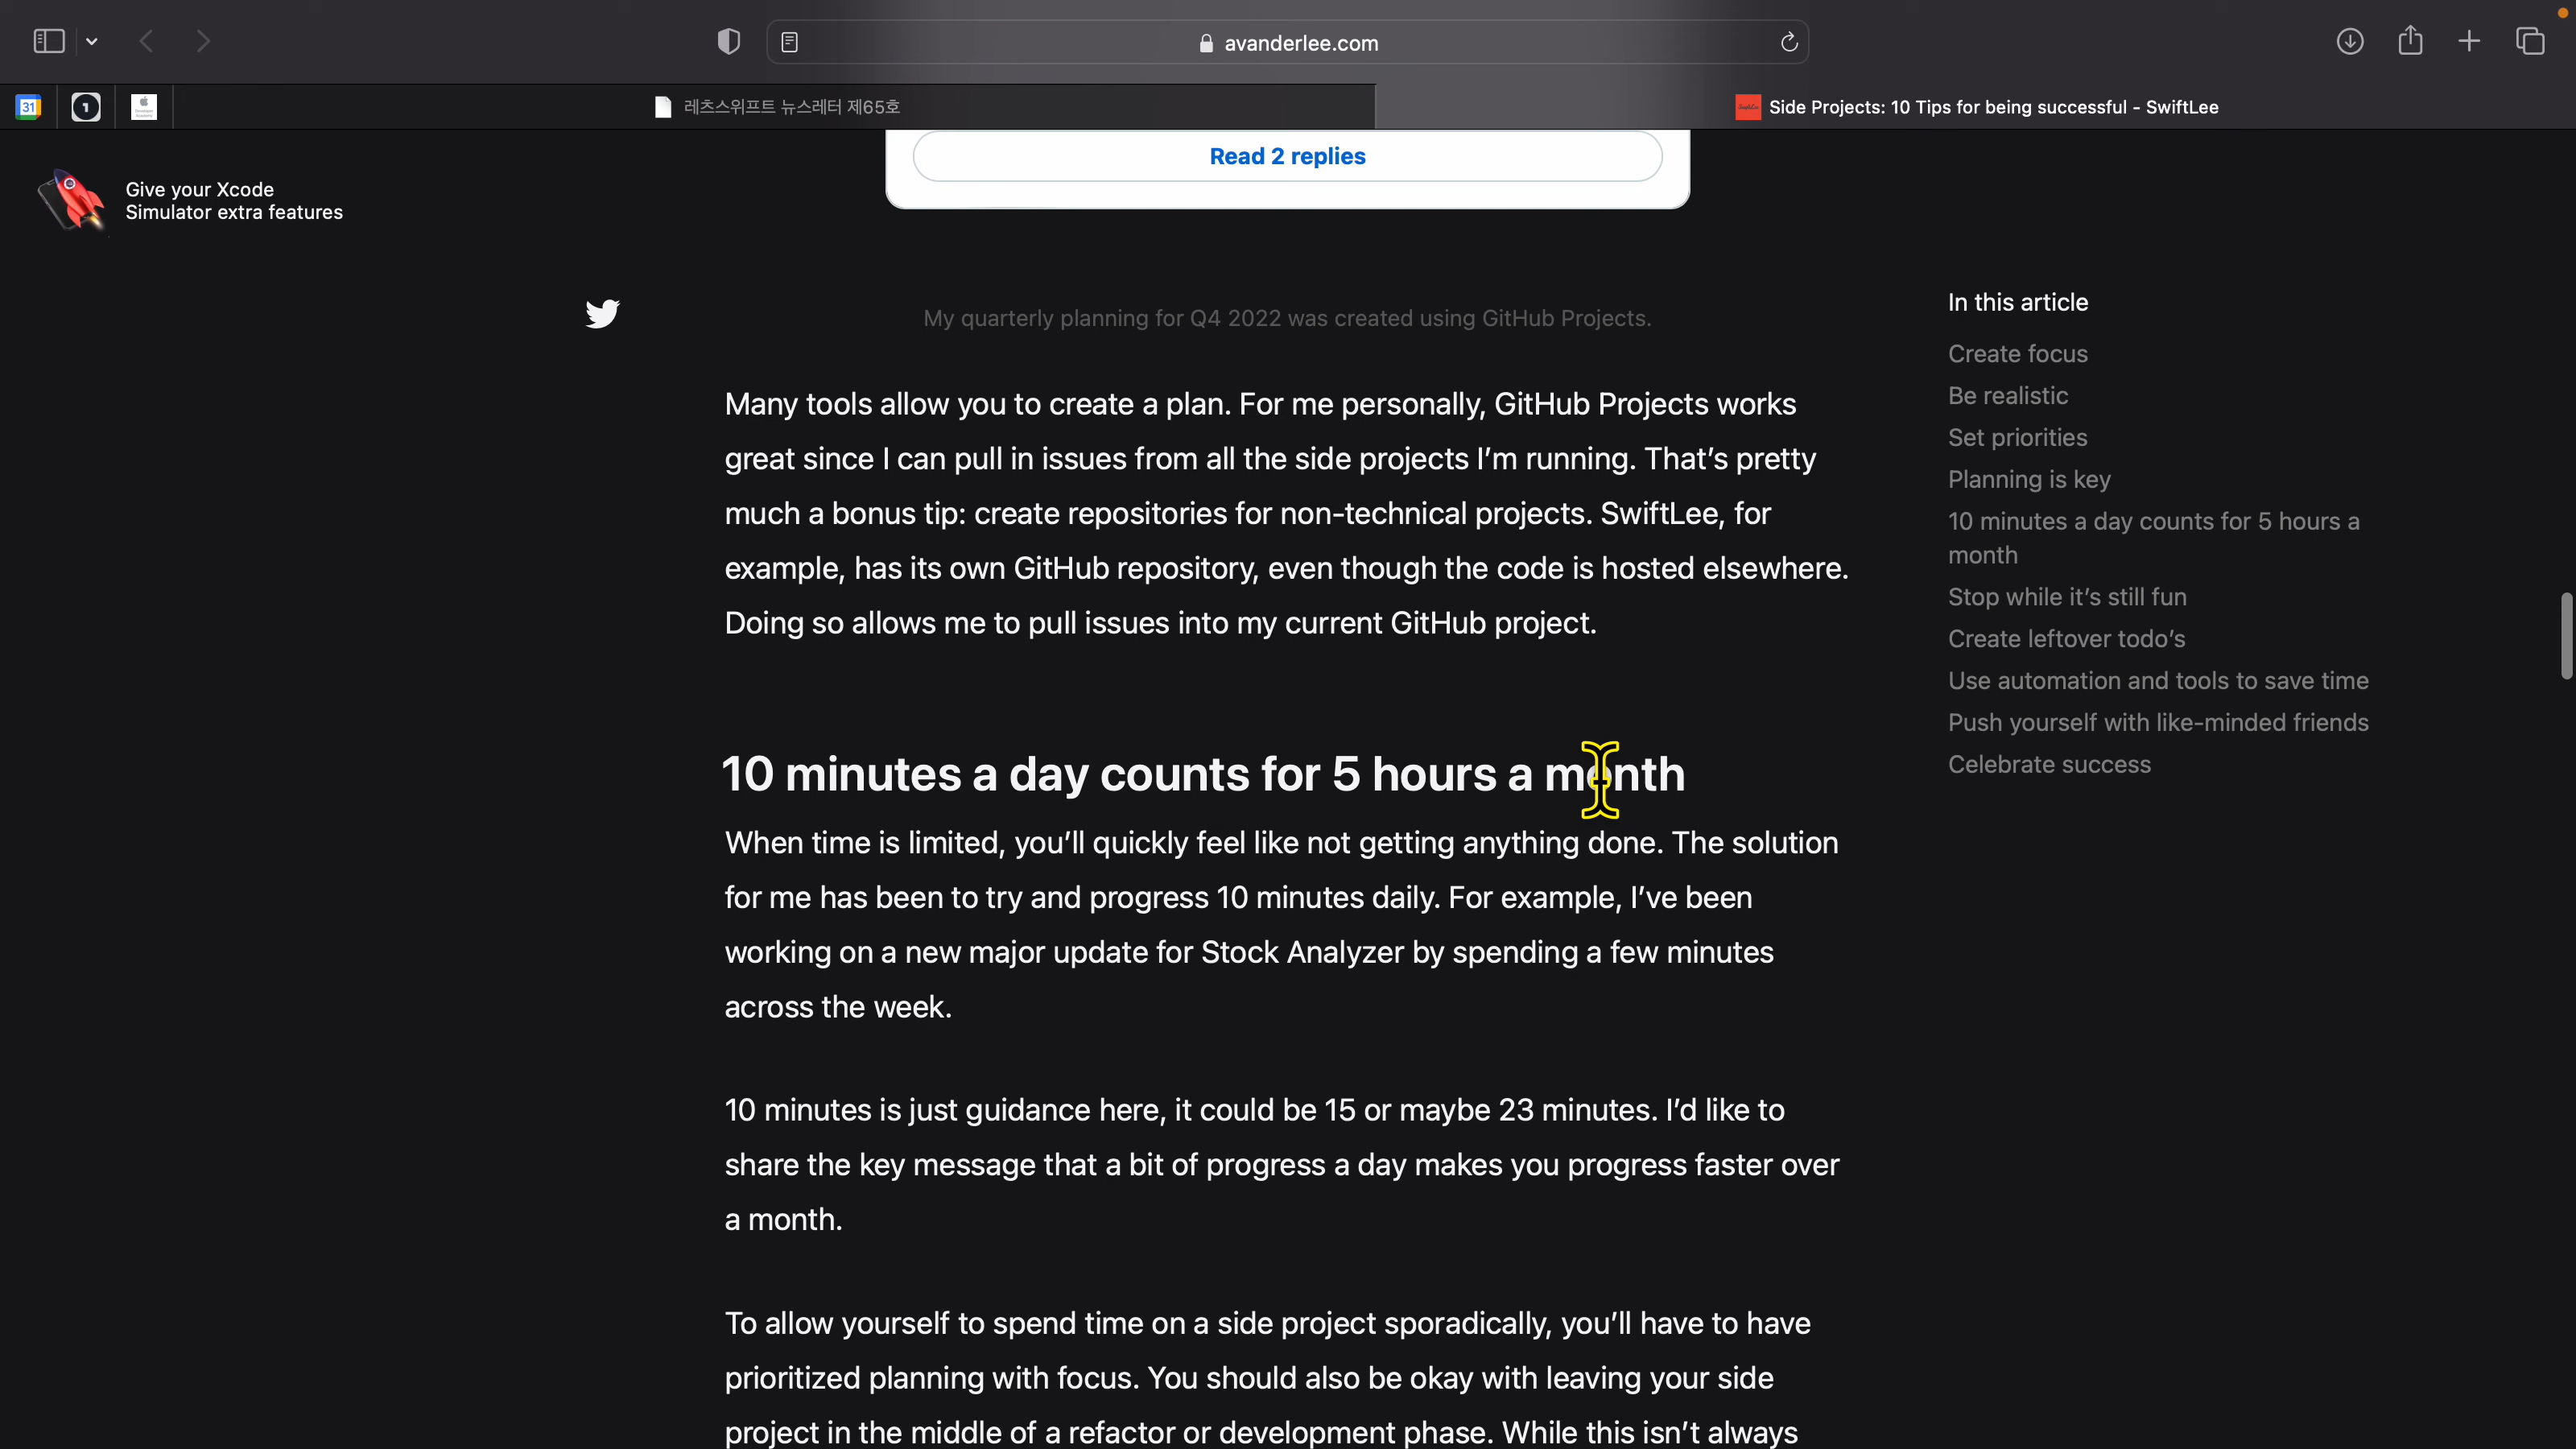 avanderlee.com
31
1
레츠스위프트 뉴스레터 제65호
Side Projects: 10 Tips for being successful - SwiftLee
Read 2 replies
Give your Xcode
Simulator extra features
My quarterly planning for Q4 2022 was created using GitHub Projects.
Many tools allow you to create a plan. For me personally, GitHub Projects works
great since I can pull in issues from all the side projects I’m running. That’s pretty
much a bonus tip: create repositories for non-technical projects. SwiftLee, for
example, has its own GitHub repository, even though the code is hosted elsewhere.
Doing so allows me to pull issues into my current GitHub project.
10 minutes a day counts for 5 hours a month
When time is limited, you’ll quickly feel like not getting anything done. The solution
for me has been to try and progress 10 minutes daily. For example, I’ve been
working on a new major update for Stock Analyzer by spending a few minutes
across the week.
10 minutes is just guidance here, it could be 15 or maybe 23 minutes. I’d like to
share the key message that a bit of progress a day makes you progress faster over
a month.
To allow yourself to spend time on a side project sporadically, you’ll have to have
prioritized planning with focus. You should also be okay with leaving your side
project in the middle of a refactor or development phase. While this isn’t always
In this article
Create focus
Be realistic
Set priorities
Planning is key
10 minutes a day counts for 5 hours a
month
Stop while it’s still fun
Create leftover todo’s
Use automation and tools to save time
Push yourself with like-minded friends
Celebrate success